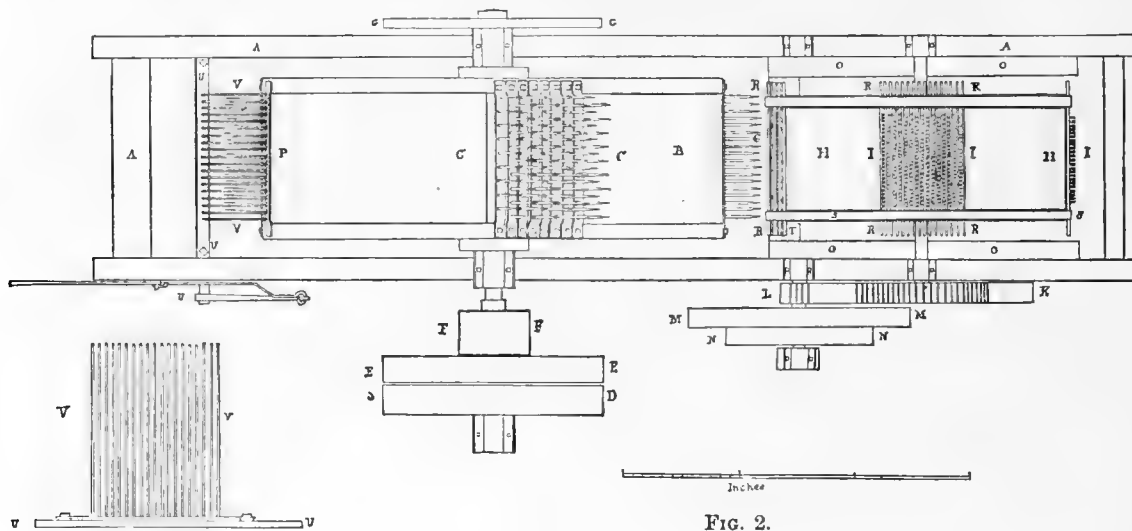 G G
A A
U V P C C B R R R
A H I H I
V U R T R R S
O O
O O
U L K
F F M M
N N
E E
D
V V
U U
Inches
FIG. 2.